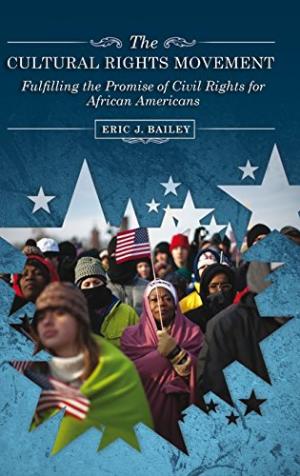 The
CULTURAL RIGHTS MOVEMENT
Fulfilling the Promise of Civil Rights for
African Americans
ERIC J. BAILEY